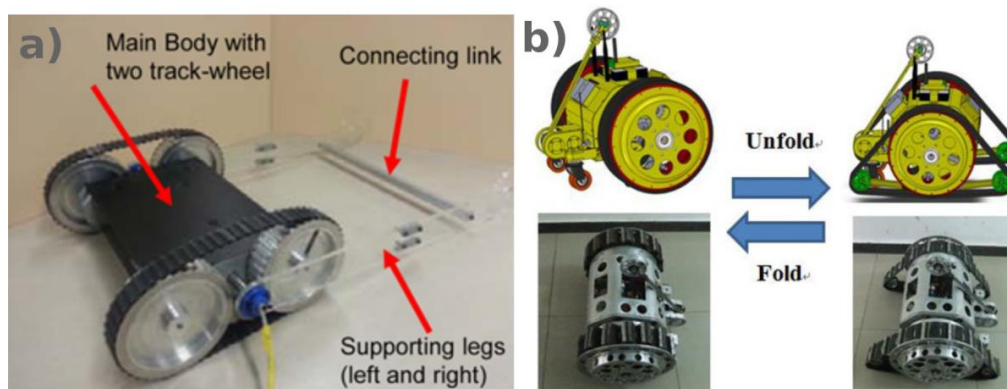 a)
Main Body with
two track-wheel
Connecting link
Supporting legs
(left and right)
b)
Unfold
Fold